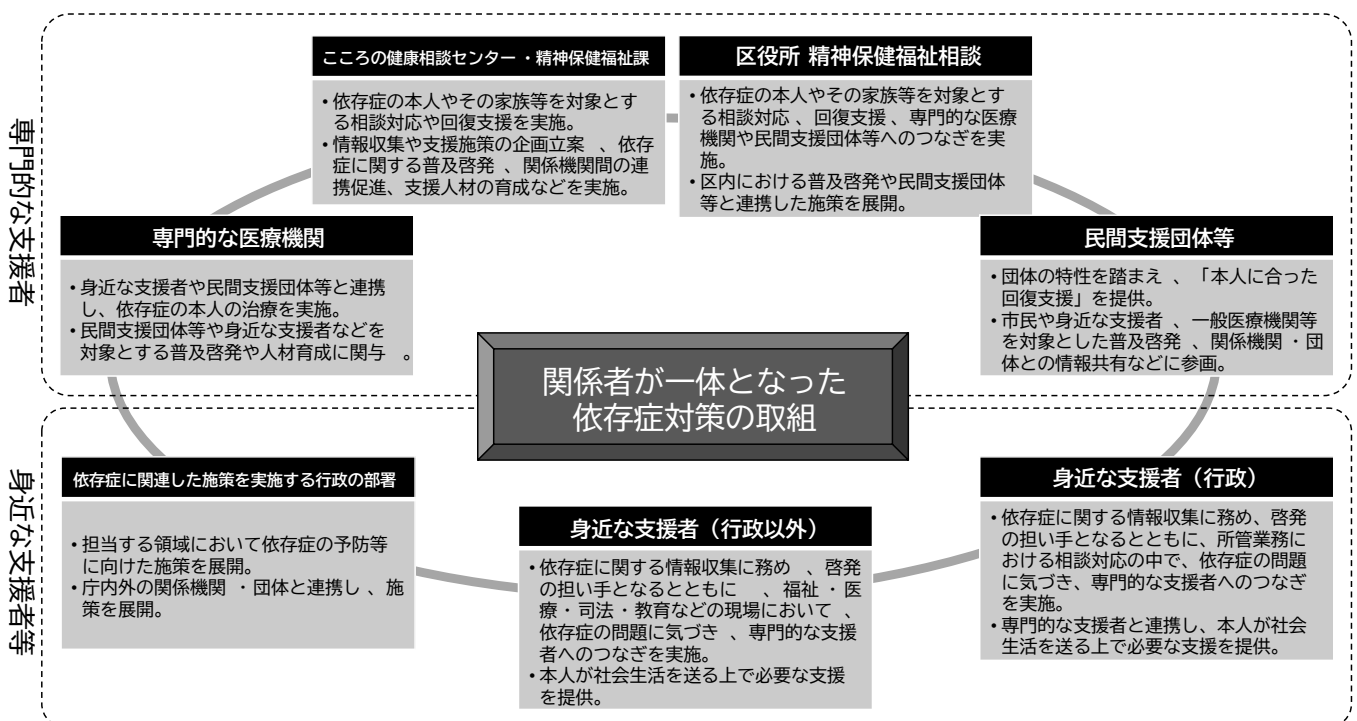 専門的な支援者
こころの健康相談センター・精神保健福祉課
・依存症の本人やその家族等を対象とす
る相談対応や回復支援を実施。
・情報収集や支援施策の企画立案、依存
症に関する普及啓発、関係機関間の連
携促進、支援人材の育成などを実施。
区役所 精神保健福祉相談
・依存症の本人やその家族等を対象とす
る相談対応、回復支援、専門的な医療
機関や民間支援団体等へのつなぎを実
施。
・区内における普及啓発や民間支援団体
等と連携した施策を展開。
専門的な医療機関
・身近な支援者や民間支援団体等と連携
し、依存症の本人の治療を実施。
・民間支援団体等や身近な支援者などを
対象とする普及啓発や人材育成に関与。
民間支援団体等
・団体の特性を踏まえ、「本人に合った
回復支援」を提供。
・市民や身近な支援者、一般医療機関等
を対象とした普及啓発、関係機関・団
体との情報共有などに参画。
関係者が一体となった
依存症対策の取組
身近な支援者等
依存症に関連した施策を実施する行政の部署
・担当する領域において依存症の予防等
に向けた施策を展開。
・庁内外の関係機関・団体と連携し、施
策を展開。
身近な支援者（行政以外）
・依存症に関する情報収集に務め、啓発
の担い手となるとともに、福祉・医
療・司法・教育などの現場において、
依存症の問題に気づき、専門的な支援
者へのつなぎを実施。
・本人が社会生活を送る上で必要な支援
を提供。
身近な支援者（行政）
・依存症に関する情報収集に務め、啓発
の担い手となるとともに、所管業務に
おける相談対応の中で、依存症の問題
に気づき、専門的な支援者へのつなぎ
を実施。
・専門的な支援者と連携し、本人が社会
生活を送る上で必要な支援を提供。